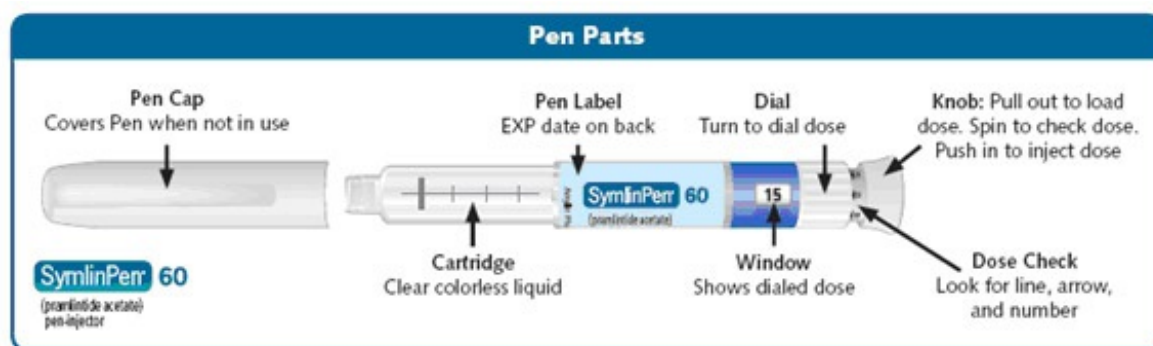 Pen Parts
Pen Cap
Covers Pen when not in use
Pen Label
EXP date on back
Dial
Turn to dial dose
Knob: Pull out to load
dose. Spin to check dose.
Push in to inject dose
SymlinPen 60
(pramlintide acetate)
15
SymlinPen 60
(pramlintide acetate)
pen-injector
Cartridge
Clear colorless liquid
Window
Shows dialed dose
Dose Check
Look for line, arrow,
and number